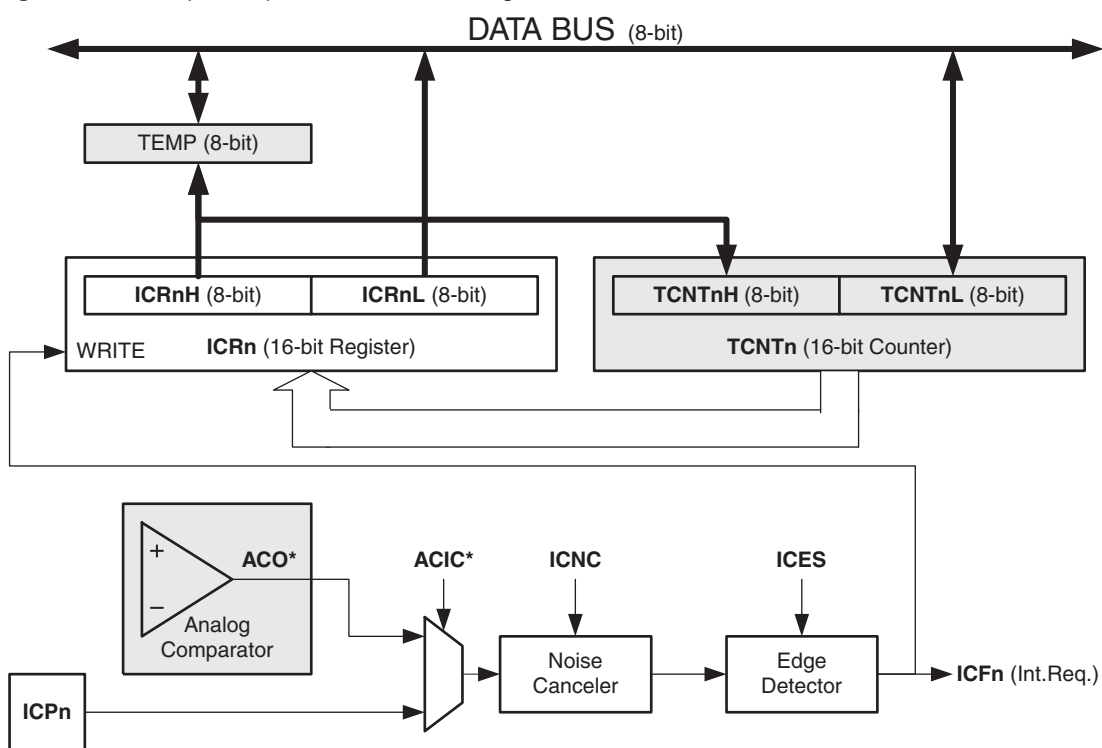 DATA BUS (8-bit)
TEMP (8-bit)
ICRnH (8-bit)
ICRnL (8-bit)
TCNTnH (8-bit)
TCNTnL (8-bit)
WRITE
ICRn (16-bit Register)
TCNTn (16-bit Counter)
+
−
ACO*
Analog
Comparator
ACIC*
ICNC
ICES
Noise
Canceler
Edge
Detector
ICFn (Int.Req.)
ICPn